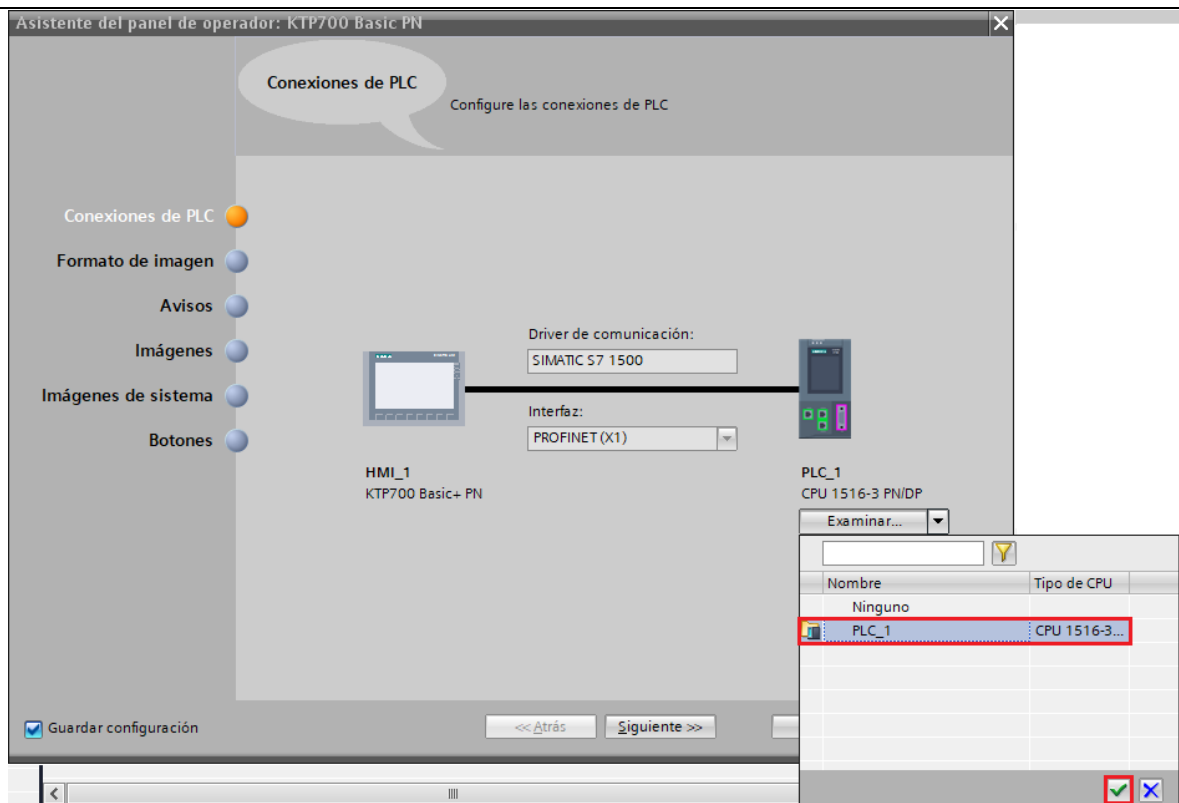 Asistente del panel de operador: KTP700 Basic PN
Conexiones de PLC
Configure las conexiones de PLC
Conexiones de PLC
Formato de imagen
Avisos
Imágenes
Imágenes de sistema
Botones
Driver de comunicación:
SIMATIC S7 1500
Interfaz:
PROFINET (X1)
HMI_1
KTP700 Basic+ PN
PLC_1
CPU 1516-3 PN/DP
Examinar...
Nombre Tipo de CPU
Ninguno
PLC_1 CPU 1516-3...
Guardar configuración
<< Atrás
Siguiente >>